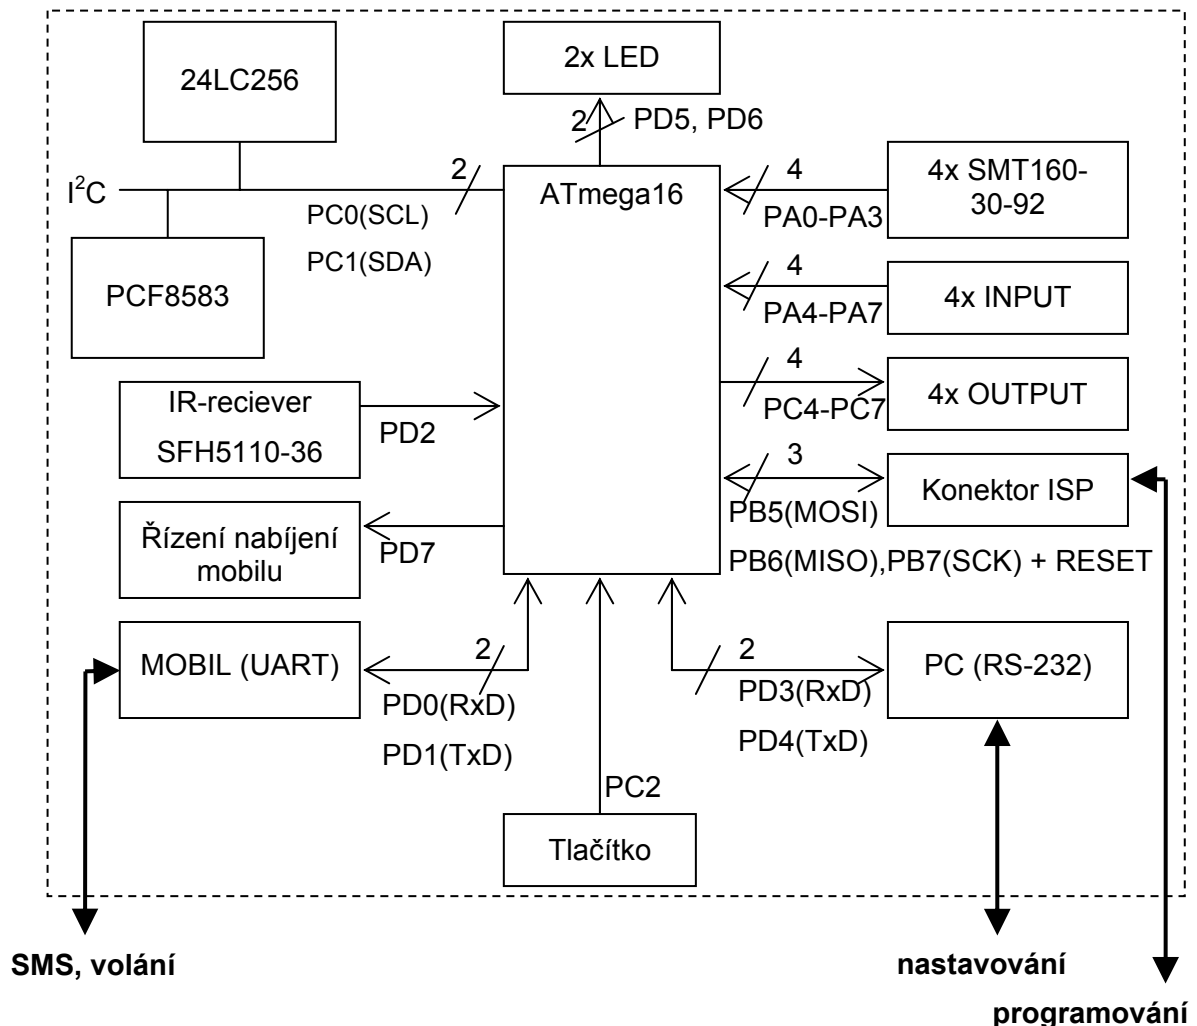 24LC256
2x LED
2
PD5, PD6
I²C
2
PC0(SCL)
PC1(SDA)
ATmega16
4
PA0-PA3
4x SMT160-
30-92
PCF8583
4
PA4-PA7
4x INPUT
IR-reciever
SFH5110-36
PD2
4
PC4-PC7
4x OUTPUT
3
PB5(MOSI)
PB6(MISO),PB7(SCK) + RESET
Konektor ISP
Řízení nabíjení
mobilu
PD7
MOBIL (UART)
2
PD0(RxD)
PD1(TxD)
2
PD3(RxD)
PD4(TxD)
PC (RS-232)
PC2
Tlačítko
SMS, volání
nastavování
programování